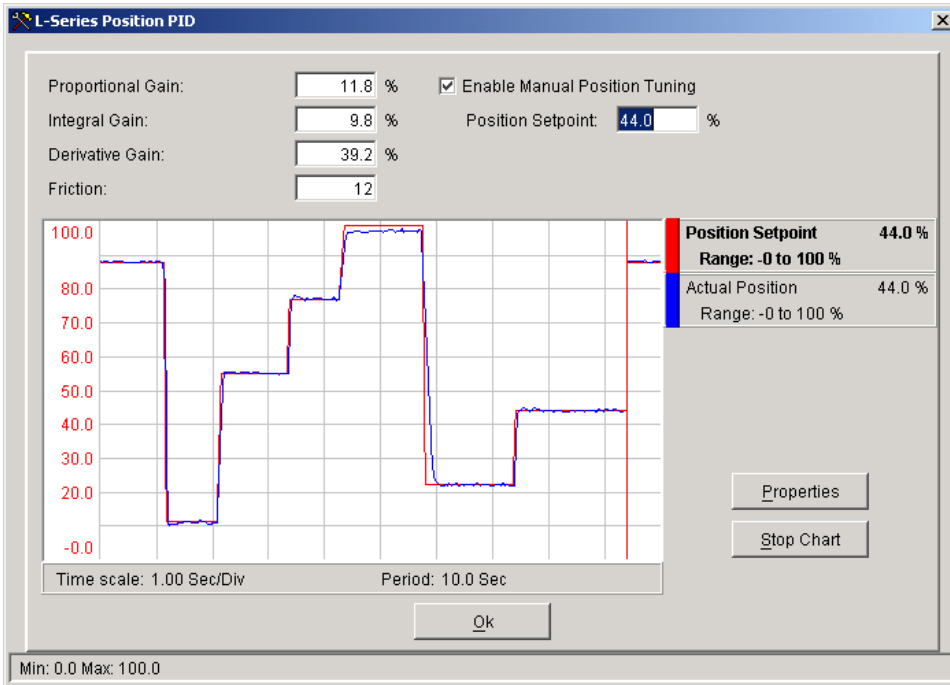 L-Series Position PID
Proportional Gain: 11.8 % Enable Manual Position Tuning
Integral Gain: 9.8 % Position Setpoint: 44.0 %
Derivative Gain: 39.2 %
Friction: 12
100.0
80.0
70.0
60.0
50.0
40.0
30.0
20.0
-0.0
Position Setpoint 44.0 %
Range: -0 to 100 %
Actual Position 44.0 %
Range: -0 to 100 %
Properties
Stop Chart
Time scale: 1.00 Sec/Div Period: 10.0 Sec
Ok
Min: 0.0 Max: 100.0